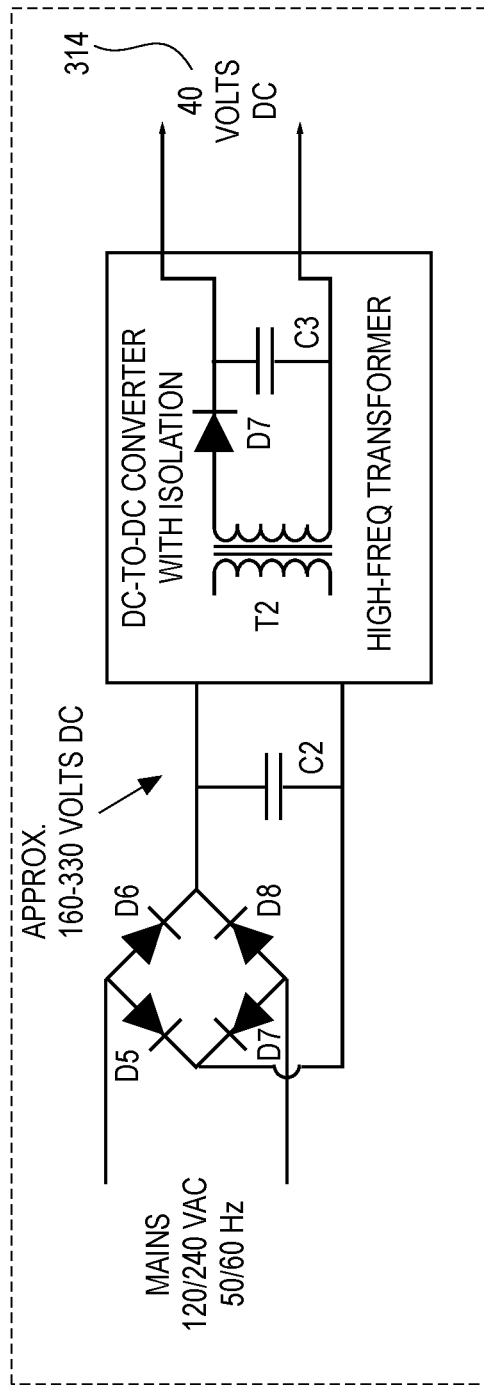 MAINS
120/240 VAC
50/60 Hz
D5
D6
D7
D8
APPROX.
160-330 VOLTS DC
C2
DC-TO-DC CONVERTER
WITH ISOLATION
T2
D7
C3
HIGH-FREQ TRANSFORMER
314
40
VOLTS
DC